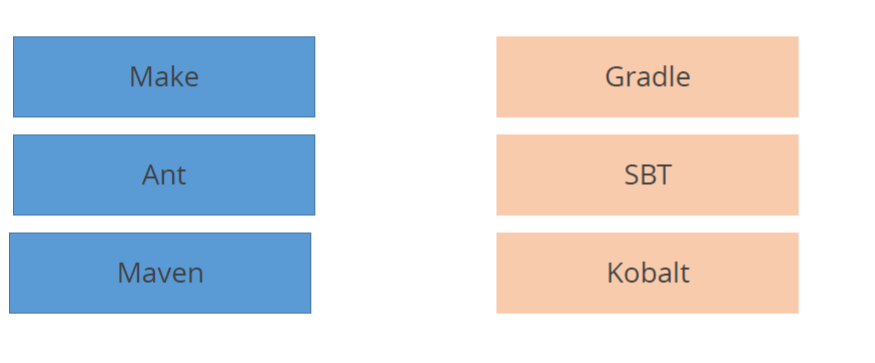 Make
Ant
Maven
Gradle
SBT
Kobalt